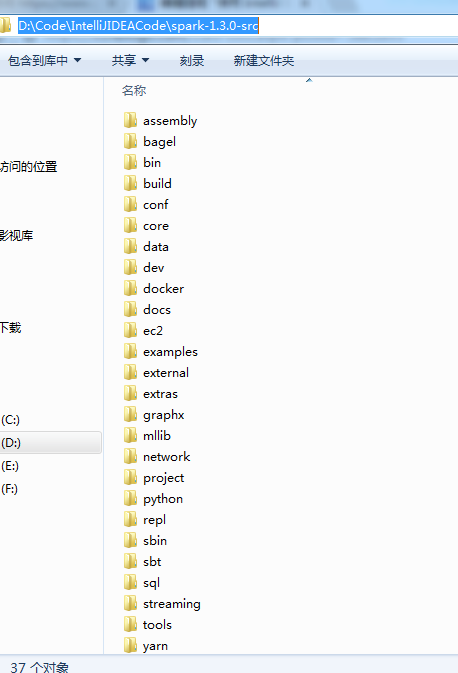 D:\Code\IntelliJIDEACode\spark-1.3.0-src
包含到库中 共享 刻录 新建文件夹
名称
assembly
bagel
bin
build
conf
core
data
dev
docker
docs
ec2
examples
external
extras
graphx
mllib
network
project
python
repl
sbin
sbt
sql
streaming
tools
yarn
访问的位置
影视库
下载
(C:)
(D:)
(E:)
(F:)
37 个对象